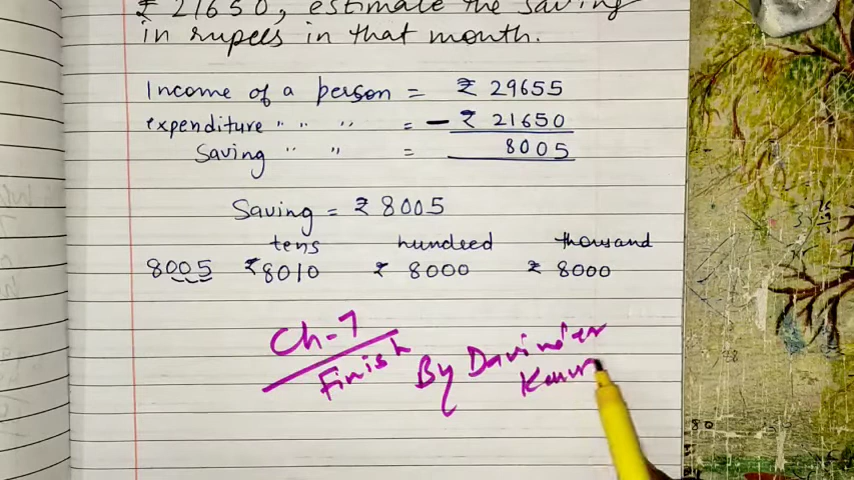 ₹ 21650, estimate the saving
in rupees in that month.
Income of a person = ₹ 29655
expenditure " " " = - ₹ 21650
Saving " " = 8005
Saving = ₹ 8005
tens hundeed thousand
8005 ₹8010 ₹ 8000 ₹ 8000
Ch-7
Finish
By Davinder
Kaur